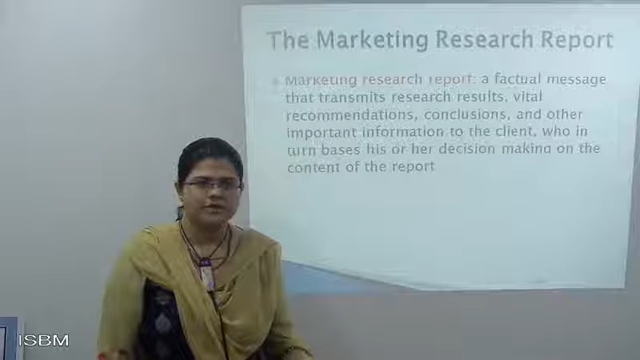 The Marketing Research Report
Marketing research report: a factual message
that transmits research results, vital
recommendations, conclusions, and other
important information to the client, who in
turn bases his or her decision making on the
content of the report
ISBM